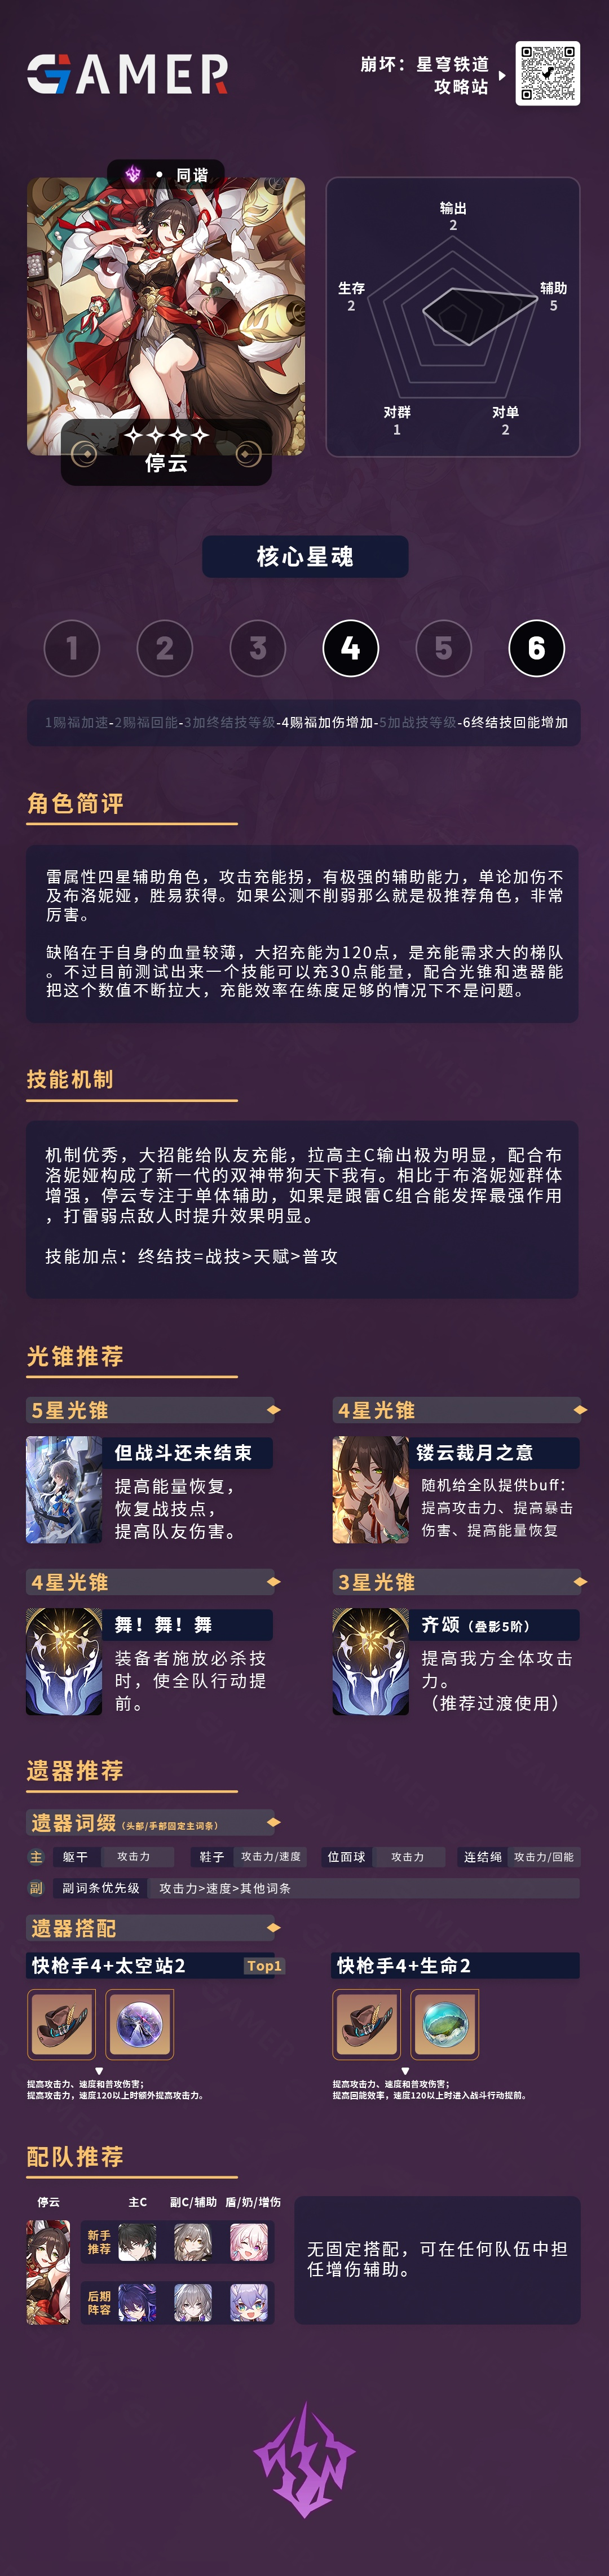 GAMER
崩坏：星穹铁道
攻略站
• 同谐
停云
输出
2
生存
2
辅助
5
对群
1
对单
2
核心星魂
1 2 3 4 5 6
1赐福加速-2赐福回能-3加终结技等级-4赐福加伤增加-5加战技等级-6终结技回能增加
角色简评
雷属性四星辅助角色，攻击充能拐，有极强的辅助能力，单论加伤不
及布洛妮娅，胜易获得。如果公测不削弱那么就是极推荐角色，非常
厉害。
缺陷在于自身的血量较薄，大招充能为120点，是充能需求大的梯队
。不过目前测试出来一个技能可以充30点能量，配合光锥和遗器能
把这个数值不断拉大，充能效率在练度足够的情况下不是问题。
技能机制
机制优秀，大招能给队友充能，拉高主C输出极为明显，配合布
洛妮娅构成了新一代的双神带狗天下我有。相比于布洛妮娅群体
增强，停云专注于单体辅助，如果是跟雷C组合能发挥最强作用
，打雷弱点敌人时提升效果明显。
技能加点：终结技=战技>天赋>普攻
光锥推荐
5星光锥
但战斗还未结束
提高能量恢复，
恢复战技点，
提高队友伤害。
4星光锥
镂云裁月之意
随机给全队提供buff：
提高攻击力、提高暴击
伤害、提高能量恢复
4星光锥
舞！舞！舞
装备者施放必杀技
时，使全队行动提
前。
3星光锥
齐颂（叠影5阶）
提高我方全体攻击
力。
（推荐过渡使用）
遗器推荐
遗器词缀（头部/手部固定主词条）
主 躯干 攻击力 鞋子 攻击力/速度 位面球 攻击力 连结绳 攻击力/回能
副 副词条优先级 攻击力>速度>其他词条
遗器搭配
快枪手4+太空站2 Top1
提高攻击力、速度和普攻伤害；
提高攻击力，速度120以上时额外提高攻击力。
快枪手4+生命2
提高攻击力、速度和普攻伤害；
提高回能效率，速度120以上时进入战斗行动提前。
配队推荐
停云 主C 副C/辅助 盾/奶/增伤
新手
推荐
后期
阵容
无固定搭配，可在任何队伍中担
任增伤辅助。